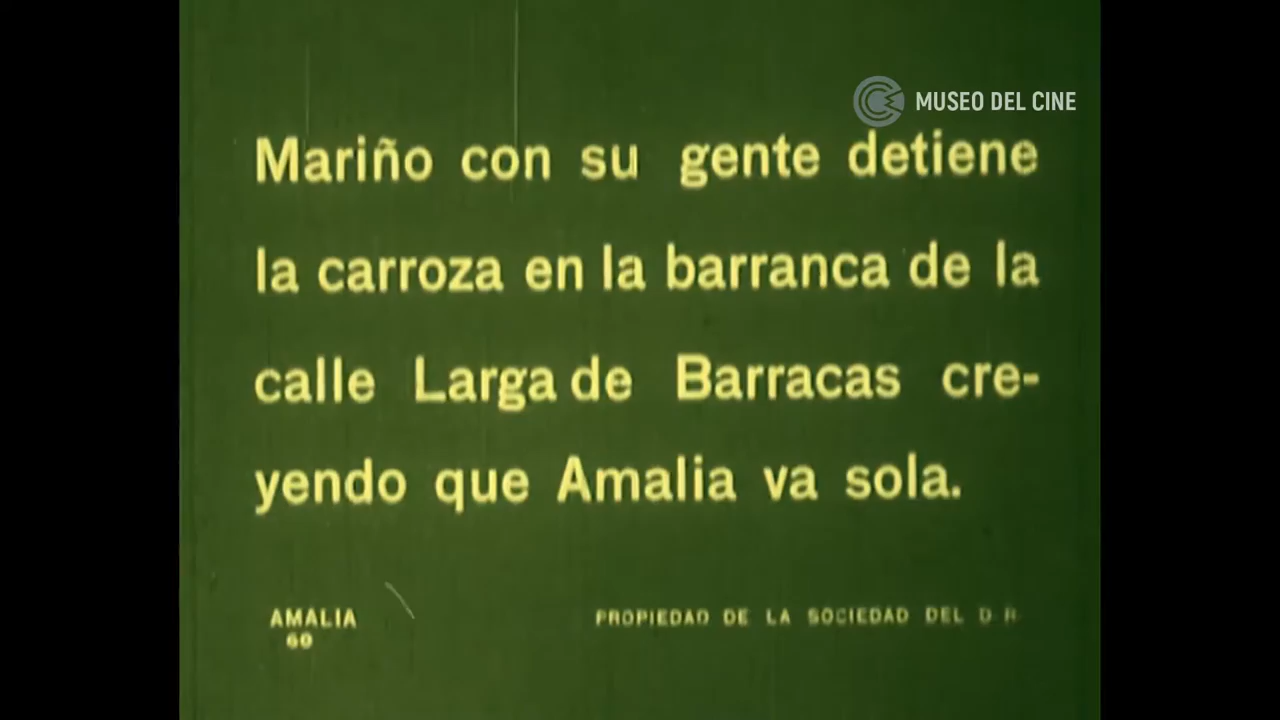 MUSEO DEL CINE
Mariño con su gente detiene
la carroza en la barranca de la
calle Larga de Barracas cre-
yendo que Amalia va sola.
AMALIA
60
PROPIEDAD DE LA SOCIEDAD DEL D. R.